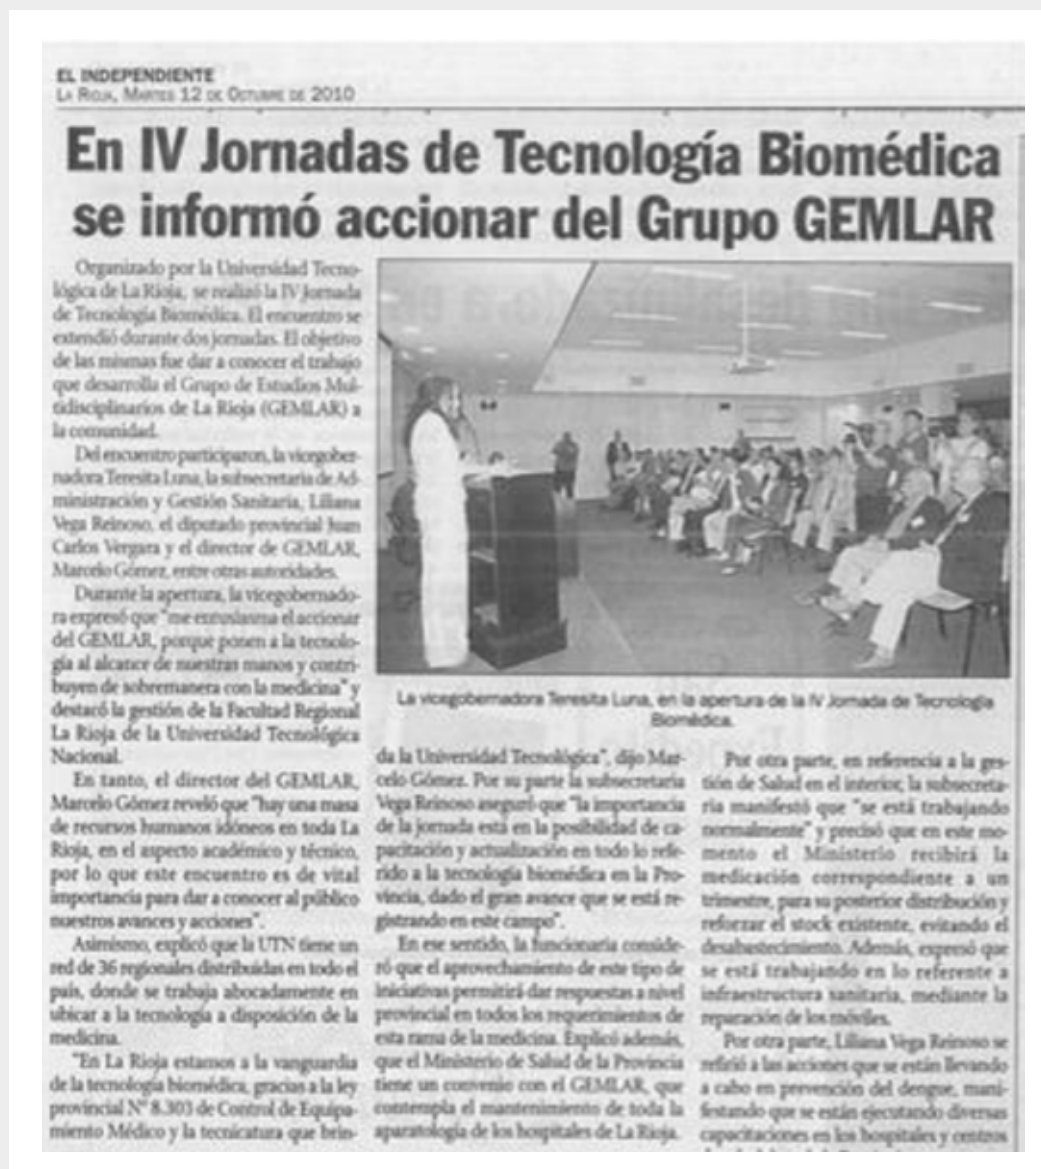 EL INDEPENDIENTE
LA RIOJA, MARTES 12 DE OCTUBRE DE 2010
En IV Jornadas de Tecnología Biomédica
se informó accionar del Grupo GEMLAR
Organizado por la Universidad Tecno-
lógica de La Rioja, se realizó la IV Jornada
de Tecnología Biomédica. El encuentro se
extendió durante dos jornadas. El objetivo
de las mismas fue dar a conocer el trabajo
que desarrolla el Grupo de Estudios Mul-
tidisciplinarios de La Rioja (GEMLAR) a
la comunidad.
Del encuentro participaron, la vicegober-
nadora Teresita Luna, la subsecretaria de Ad-
ministración y Gestión Sanitaria, Liliana
Vega Reinoso, el diputado provincial Juan
Carlos Vergara y el director de GEMLAR,
Marcelo Gómez, entre otras autoridades.
Durante la apertura, la vicegobernado-
ra expresó que "me entusiasma el accionar
del GEMLAR, porque ponen a la tecnolo-
gía al alcance de nuestras manos y contri-
buyen de sobremanera con la medicina" y
destacó la gestión de la Facultad Regional
La Rioja de la Universidad Tecnológica
Nacional.
En tanto, el director del GEMLAR,
Marcelo Gómez reveló que "hay una masa
de recursos humanos idóneos en toda La
Rioja, en el aspecto académico y técnico,
por lo que este encuentro es de vital
importancia para dar a conocer al público
nuestros avances y acciones".
Asimismo, explicó que la UTN tiene un
red de 36 regionales distribuidas en todo el
país, donde se trabaja abocadamente en
ubicar a la tecnología a disposición de la
medicina.
"En La Rioja estamos a la vanguardia
de la tecnología biomédica, gracias a la ley
provincial Nº 8.303 de Control de Equipa-
miento Médico y la tecnicatura que brin-
La vicegobernadora Teresita Luna, en la apertura de la IV Jornada de Tecnología
Biomédica.
da la Universidad Tecnológica", dijo Mar-
celo Gómez. Por su parte la subsecretaria
Vega Reinoso aseguró que "la importancia
de la jornada está en la posibilidad de ca-
pacitación y actualización en todo lo refe-
rido a la tecnología biomédica en la Pro-
vincia, dado el gran avance que se está re-
gistrando en este campo".
En ese sentido, la funcionaria conside-
ró que el aprovechamiento de este tipo de
iniciativas permitirá dar respuestas a nivel
provincial en todos los requerimientos de
esta rama de la medicina. Explicó además,
que el Ministerio de Salud de la Provincia
tiene un convenio con el GEMLAR, que
contempla el mantenimiento de toda la
aparatología de los hospitales de La Rioja.
Por otra parte, en referencia a la ges-
tión de Salud en el interior, la subsecreta-
ria manifestó que "se está trabajando
normalmente" y precisó que en este mo-
mento el Ministerio recibirá la
medicación correspondiente a un
trimestre, para su posterior distribución y
reforzar el stock existente, evitando el
desabastecimiento. Además, expresó que
se está trabajando en lo referente a
infraestructura sanitaria, mediante la
reparación de los móviles.
Por otra parte, Liliana Vega Reinoso se
refirió a las acciones que se están llevando
a cabo en prevención del dengue, mani-
festando que se están ejecutando diversas
capacitaciones en los hospitales y centros